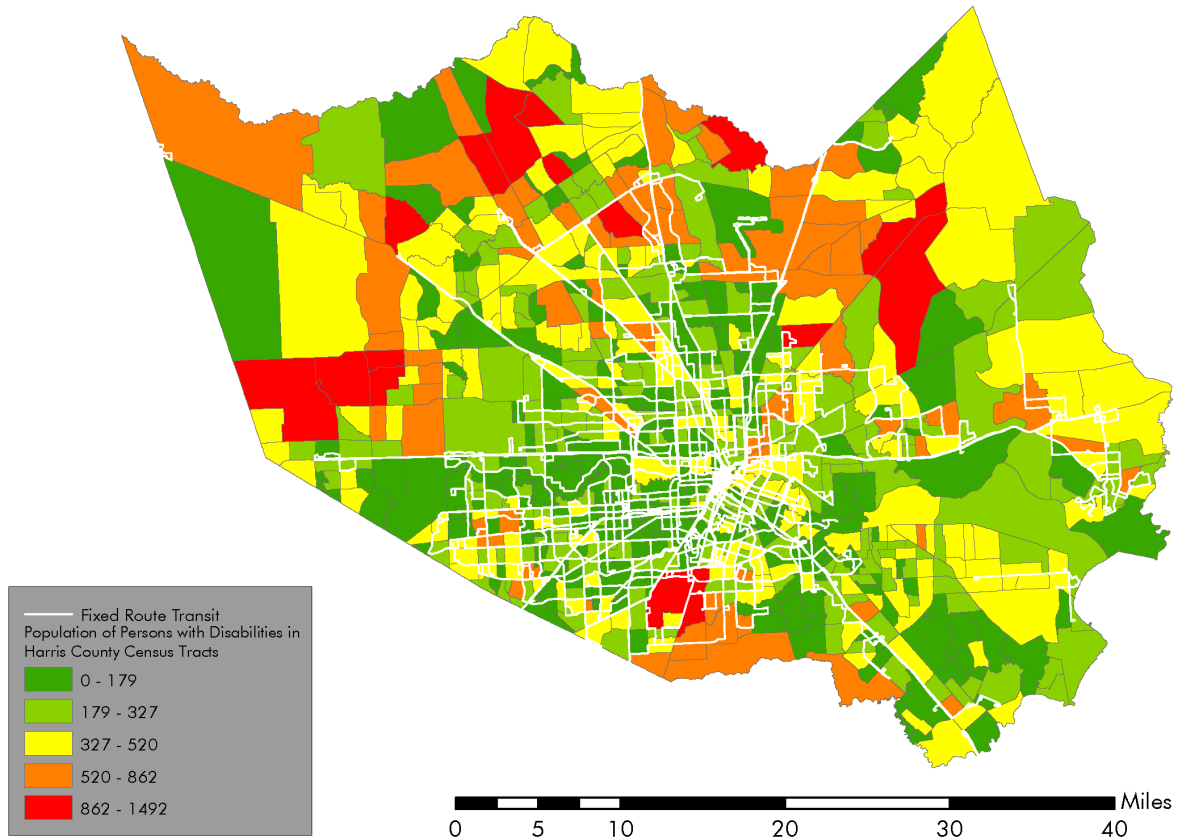 Fixed Route Transit
Population of Persons with Disabilities in
Harris County Census Tracts
0 - 179
179 - 327
327 - 520
520 - 862
862 - 1492
Miles
0 5 10 20 30 40